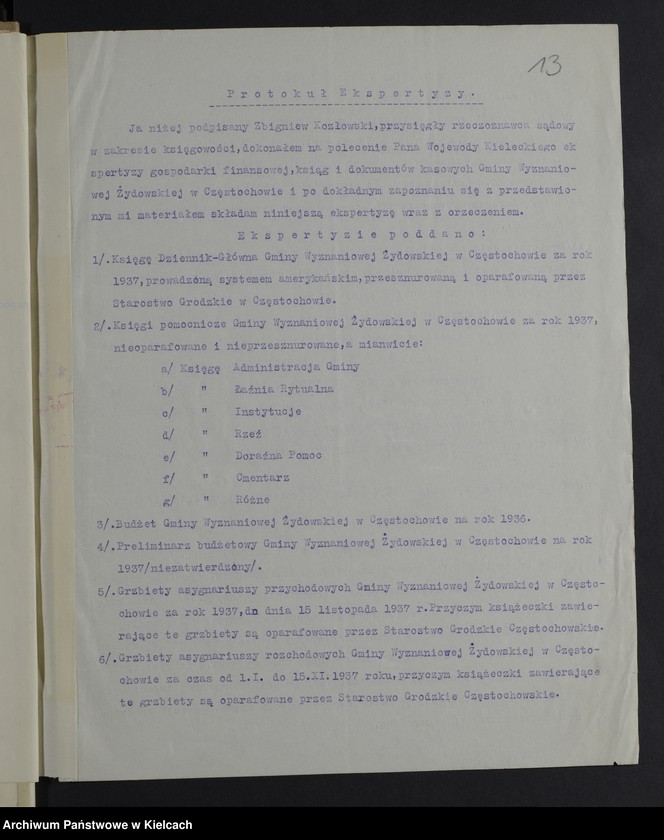 13
Protokuł Ekspertyzy.
Ja niżej podpisany Zbigniew Kozłowski,przysięgły rzeczoznawca sądowy
w zakresie księgowości,dokonałem na polecenie Pana Wojewody Kieleckiego ek
spertyzy gospodarki finansowej,ksiąg i dokumentów kasowych Gminy Wyznanio-
wej Żydowskiej w Częstochowie i po dokładnym zapoznaniu się z przedstawio-
nym mi materiałem składam niniejszą ekspertyzę wraz z orzeczeniem.
Ekspertyzie poddano:
1/.Księgę Dziennik-Główna Gminy Wyznaniowej Żydowskiej w Częstochowie za rok
1937,prowadzóną systemem amerykańskim,przesznurowaną i oparafowaną przez
Starostwo Grodzkie w Częstochowie.
2/.Księgi pomocnicze Gminy Wyznaniowej Żydowskiej w Częstochowie za rok 1937,
nieoparafowane i nieprzesznurowane,a mianwicie:
a/ Księgę Administracja Gminy
b/ " Łaźnia Rytualna
c/ " Instytucje
d/ " Rzeź
e/ " Doraźna Pomoc
f/ " Cmentarz
g/ " Różne
3/.Budżet Gminy Wyznaniowej Żydowskiej w Częstochowie na rok 1936.
4/.Preliminarz budżetowy Gminy Wyznaniowej Żydowskiej w Częstochowie na rok
1937/niezatwierdzóny/.
5/.Grzbiety asygnariuszy przychodowych Gminy Wyznaniowej Żydowskiej w Często-
chowie za rok 1937,do dnia 15 listopada 1937 r.Przyczym książeczki zawie-
rające te grzbiety są oparafowane przez Starostwo Grodzkie Częstochowskie.
6/.Grzbiety asygnariuszy rozchodowych Gminy Wyznaniowej Żydowskiej w Często-
chowie za czas od 1.I. do 15.XI.1937 roku,przyczym książeczki zawierające
te grzbiety są oparafowane przez Starostwo Grodzkie Częstochowskie.
Archiwum Państwowe w Kielcach